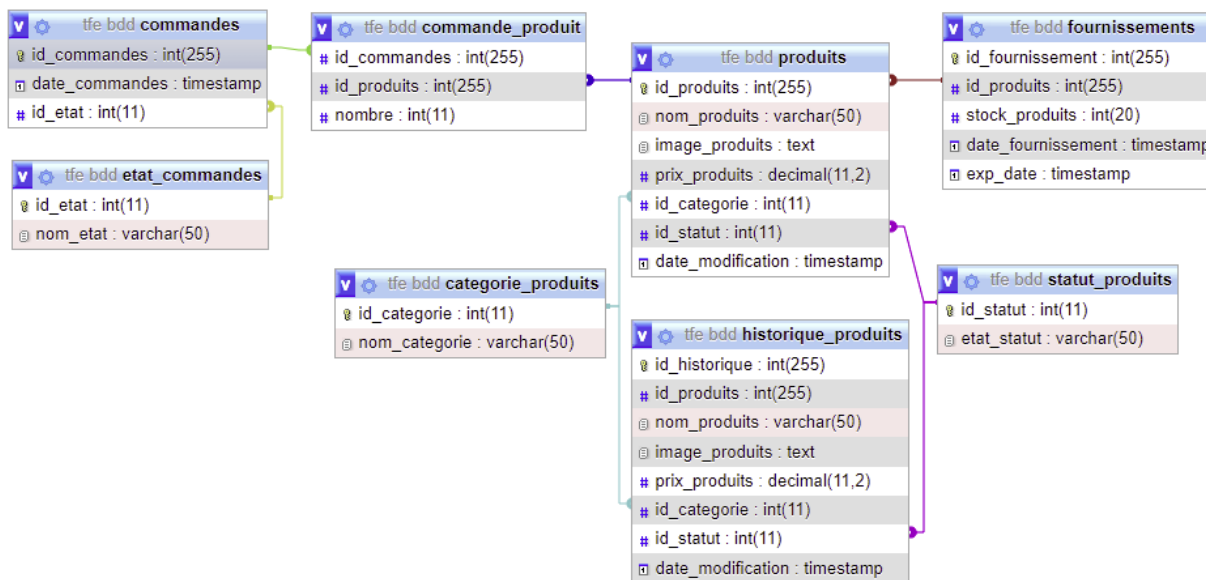 tfe bdd commandes
id_commandes : int(255)
date_commandes : timestamp
id_etat : int(11)
tfe bdd etat_commandes
id_etat : int(11)
nom_etat : varchar(50)
tfe bdd commande_produit
id_commandes : int(255)
id_produits : int(255)
nombre : int(11)
tfe bdd categorie_produits
id_categorie : int(11)
nom_categorie : varchar(50)
tfe bdd produits
id_produits : int(255)
nom_produits : varchar(50)
image_produits : text
prix_produits : decimal(11,2)
id_categorie : int(11)
id_statut : int(11)
date_modification : timestamp
tfe bdd historique_produits
id_historique : int(255)
id_produits : int(255)
nom_produits : varchar(50)
image_produits : text
prix_produits : decimal(11,2)
id_categorie : int(11)
id_statut : int(11)
date_modification : timestamp
tfe bdd fournissements
id_fournissement : int(255)
id_produits : int(255)
stock_produits : int(20)
date_fournissement : timestamp
exp_date : timestamp
tfe bdd statut_produits
id_statut : int(11)
etat_statut : varchar(50)